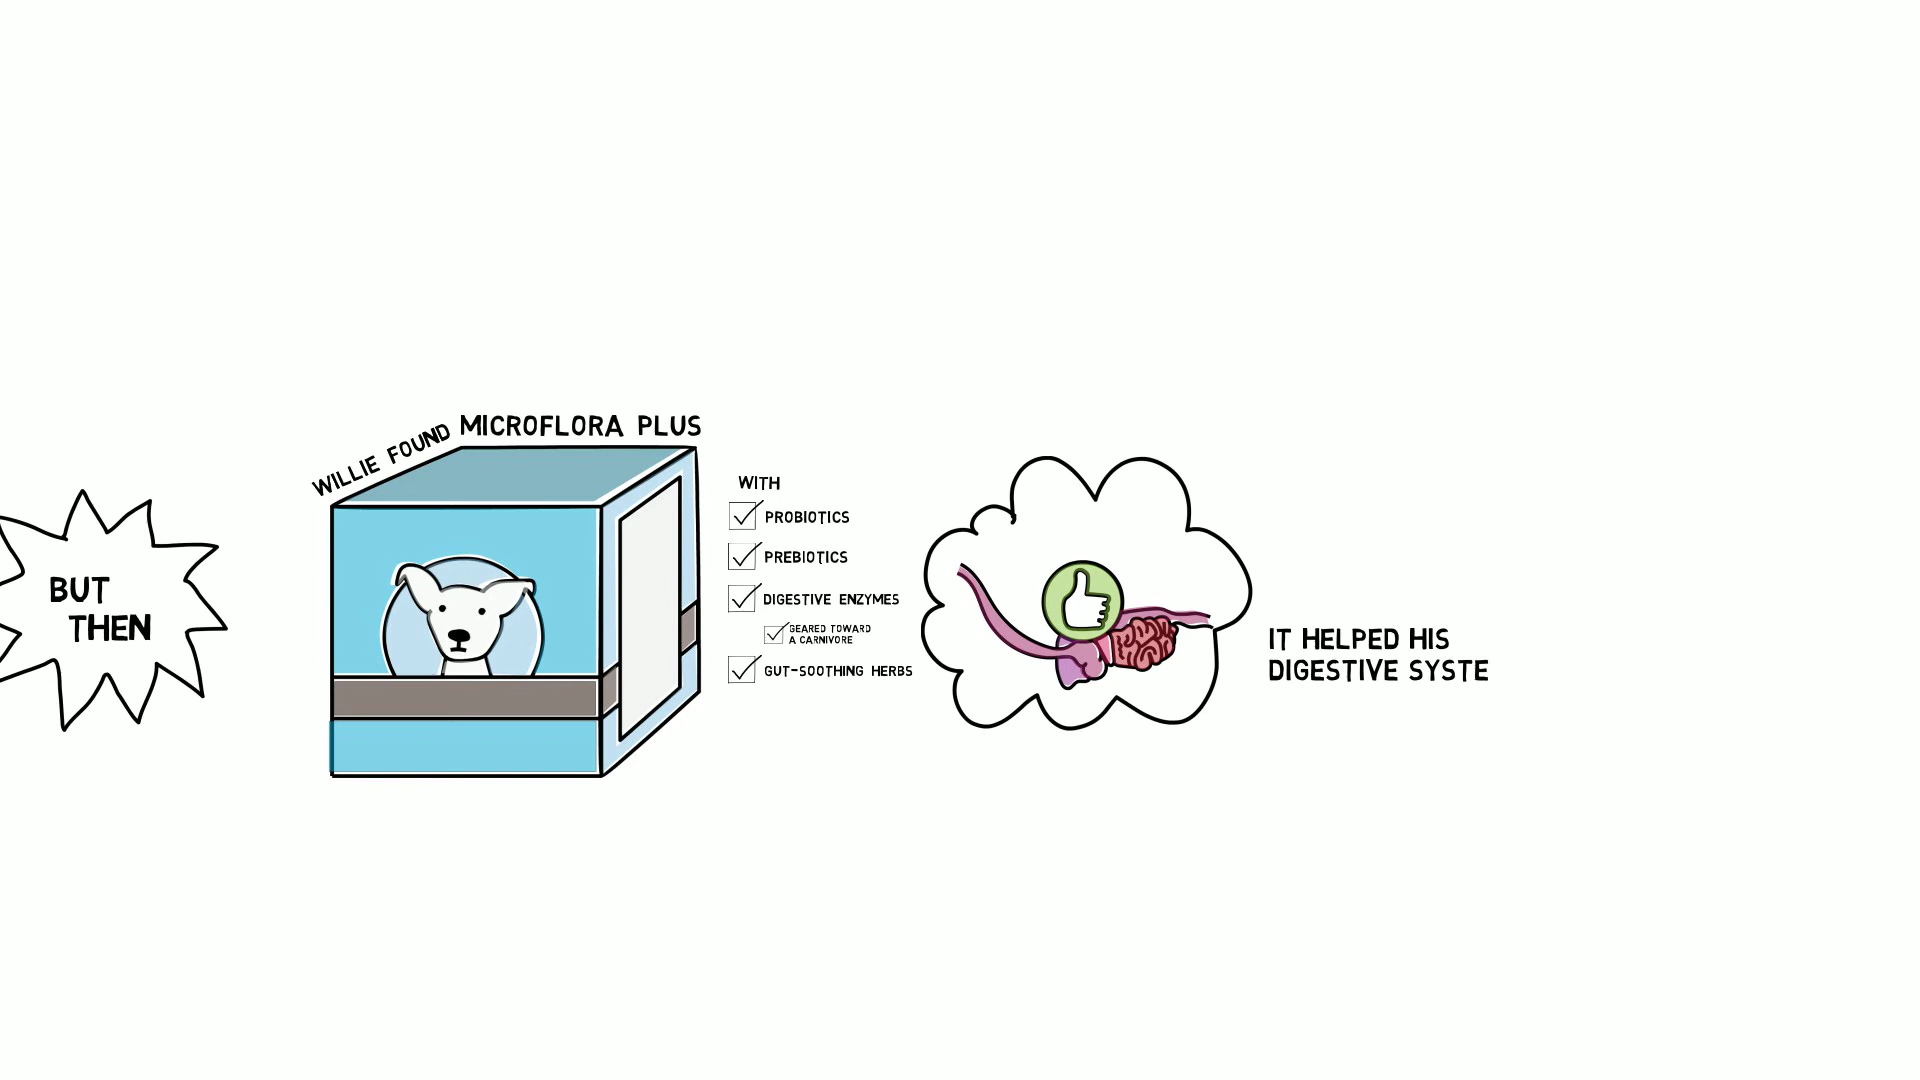 BUT
THEN
WILLIE FOUND
MICROFLORA PLUS
WITH
PROBIOTICS
PREBIOTICS
DIGESTIVE ENZYMES
GEARED TOWARD
A CARNIVORE
GUT-SOOTHING HERBS
IT HELPED HIS
DIGESTIVE SYSTE